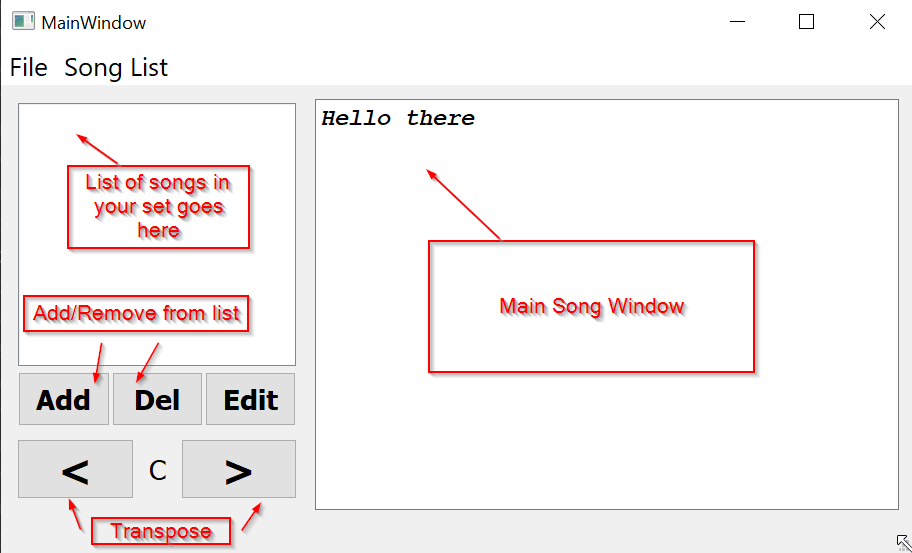 MainWindow
File Song List
Hello there
List of songs in
your set goes
here
Main Song Window
Add/Remove from list
Add Del Edit
< C >
Transpose